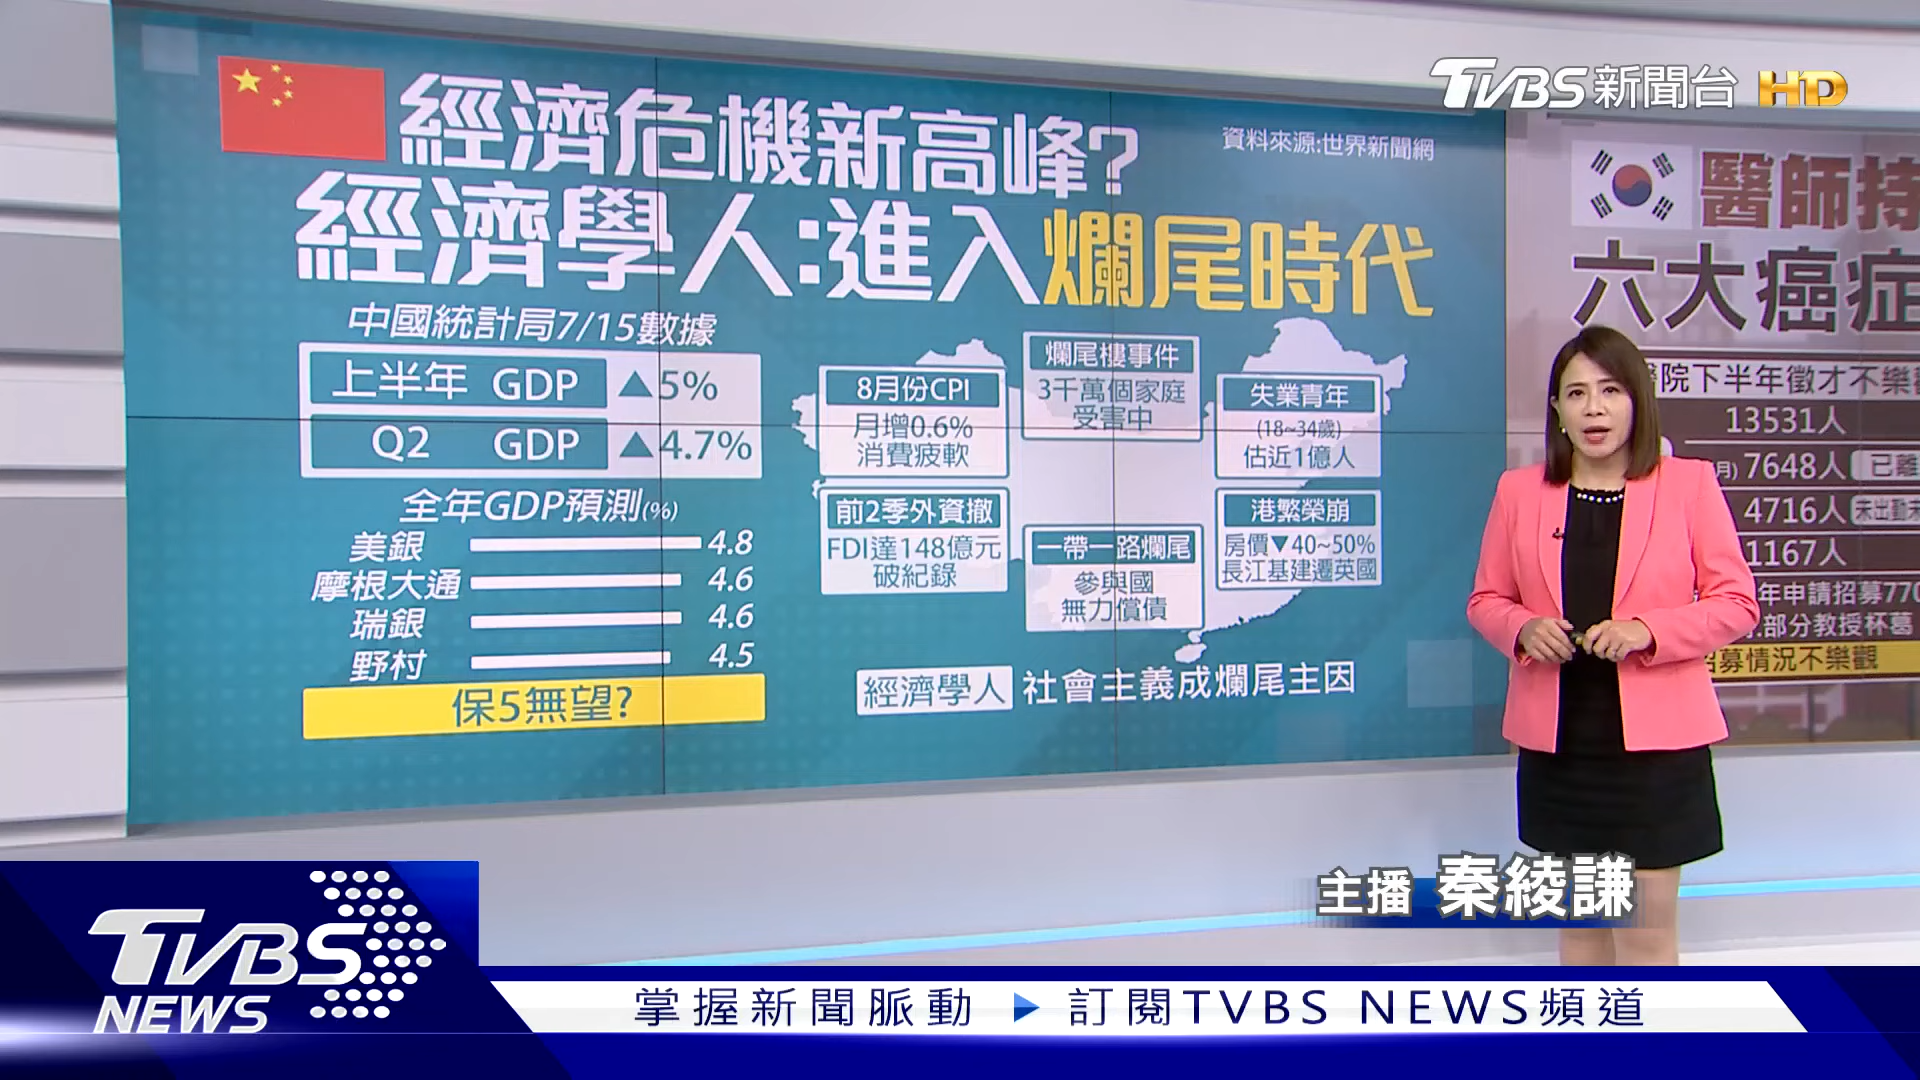 TVBS新聞台 HD
經濟危機新高峰?
資料來源:世界新聞網
經濟學人:進入爛尾時代
中國統計局7/15數據
上半年 GDP ▲5%
Q2 GDP ▲4.7%
全年GDP預測(%)
美銀 4.8
摩根大通 4.6
瑞銀 4.6
野村 4.5
保5無望?
8月份CPI
月增0.6%
消費疲軟
爛尾樓事件
3千萬個家庭
受害中
失業青年
(18~34歲)
估近1億人
前2季外資撤
FDI達148億元
破紀錄
一帶一路爛尾
參與國
無力償債
港繁榮崩
房價▼40~50%
長江基建遷英國
經濟學人 社會主義成爛尾主因
醫師持
六大癌症
院下半年徵才不樂觀
13531人
月) 7648人 已離
4716人 未出勤未
1167人
年申請招募770
部分教授杯葛
招募情況不樂觀
主播 秦綾謙
TVBS
NEWS
掌握新聞脈動 ▶ 訂閱TVBS NEWS頻道